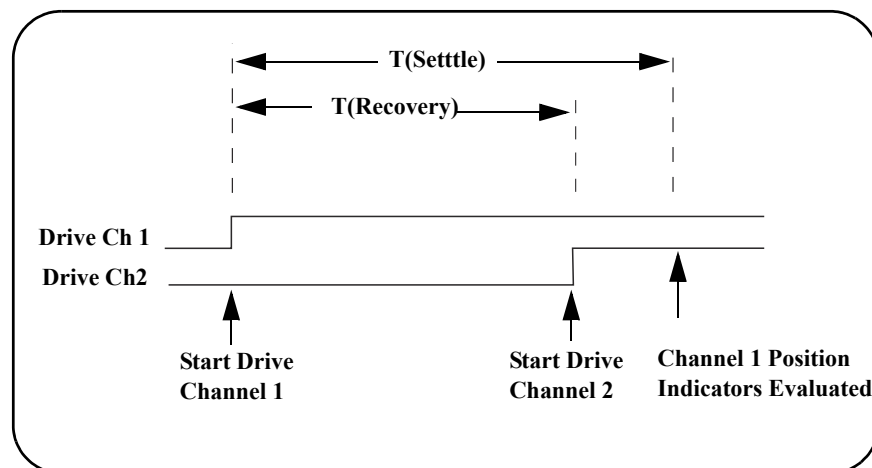 T(Setttle)
T(Recovery)
Drive Ch 1
Drive Ch2
Start Drive
Channel 1
Start Drive
Channel 2
Channel 1 Position
Indicators Evaluated